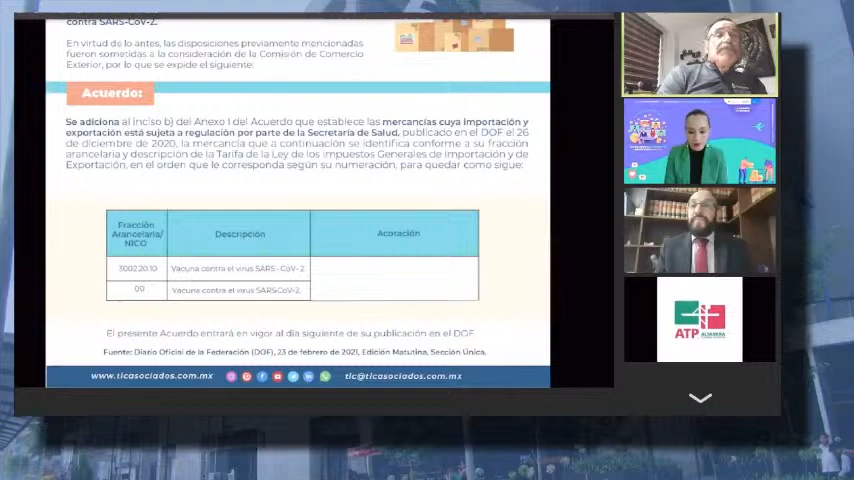 contra SARS-CoV-2.
En virtud de lo antes, las disposiciones previamente mencionadas
fueron sometidas a la consideración de la Comisión de Comercio
Exterior, por lo que se expide el siguiente:
Acuerdo:
Se adiciona al inciso b) del Anexo I del Acuerdo que establece las mercancías cuya importación y
exportación está sujeta a regulación por parte de la Secretaría de Salud, publicado en el DOF el 26
de diciembre de 2020, la mercancía que a continuación se identifica conforme a su fracción
arancelaria y descripción de la Tarifa de la Ley de los Impuestos Generales de Importación y de
Exportación, en el orden que le corresponda según su numeración, para quedar como sigue:
Fracción
Arancelaria/
NICO
Descripción
Acotación
3002.20.10
Vacuna contra el virus SARS - CoV- 2
00
Vacuna contra el virus SARS-CoV-2.
El presente Acuerdo entrará en vigor al día siguiente de su publicación en el DOF.
Fuente: Diario Oficial de la Federación (DOF), 23 de febrero de 2021, Edición Matutina, Sección Única.
www.tlcasociados.com.mx
tlc@tlcasociados.com.mx
ATP ALTAMIRA